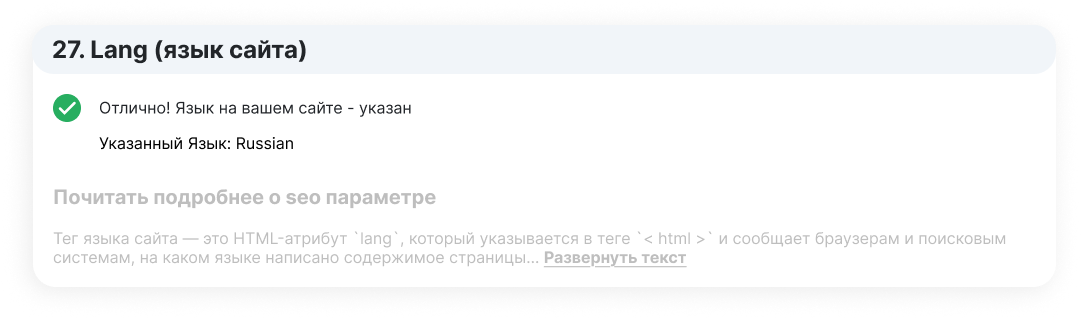 27. Lang (язык сайта)
Отлично! Язык на вашем сайте - указан
Указанный Язык: Russian
Почитать подробнее о seo параметре
Тег языка сайта — это HTML-атрибут `lang`, который указывается в теге `< html >` и сообщает браузерам и поисковым
системам, на каком языке написано содержимое страницы... Развернуть текст